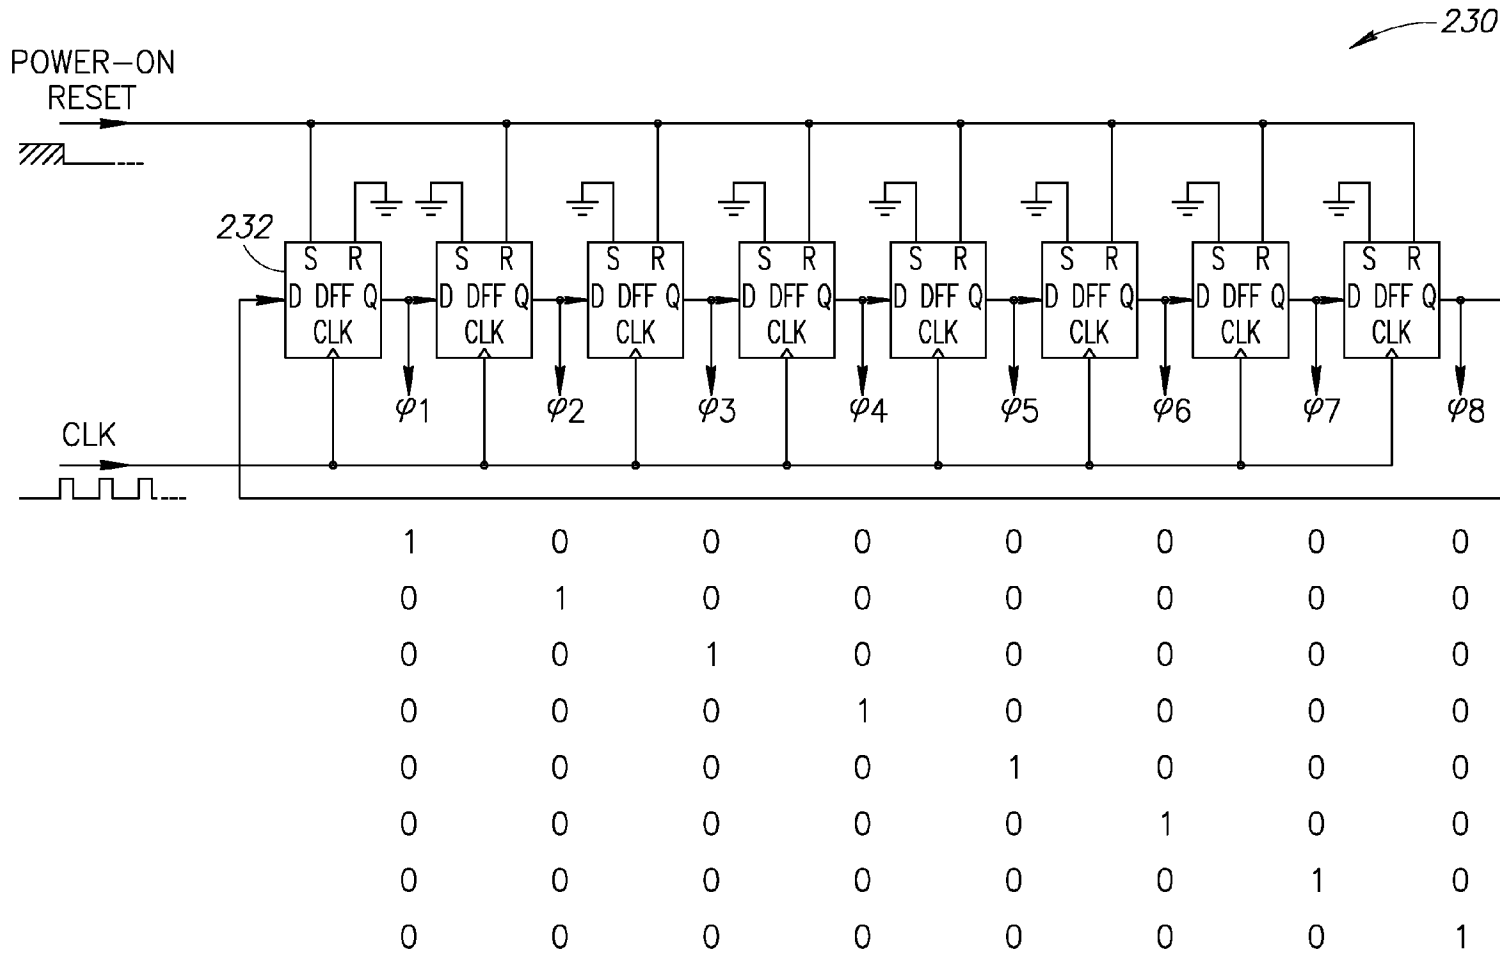 230
POWER-ON
RESET
232
S R S R S R S R S R S R S R S R
D DFF Q D DFF Q D DFF Q D DFF Q D DFF Q D DFF Q D DFF Q D DFF Q
CLK CLK CLK CLK CLK CLK CLK CLK
φ1 φ2 φ3 φ4 φ5 φ6 φ7 φ8
CLK
1 0 0 0 0 0 0 0
0 1 0 0 0 0 0 0
0 0 1 0 0 0 0 0
0 0 0 1 0 0 0 0
0 0 0 0 1 0 0 0
0 0 0 0 0 1 0 0
0 0 0 0 0 0 1 0
0 0 0 0 0 0 0 1